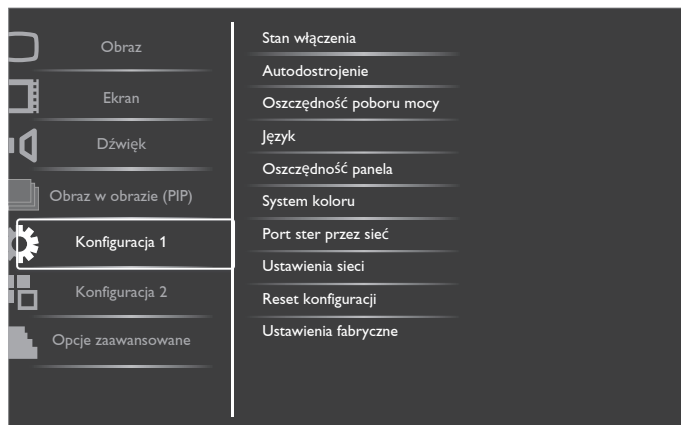 Obraz
Ekran
Dźwięk
Obraz w obrazie (PIP)
Konfiguracja 1
Konfiguracja 2
Opcje zaawansowane
Stan włączenia
Autodostrojenie
Oszczędność poboru mocy
Język
Oszczędność panela
System koloru
Port ster przez sieć
Ustawienia sieci
Reset konfiguracji
Ustawienia fabryczne